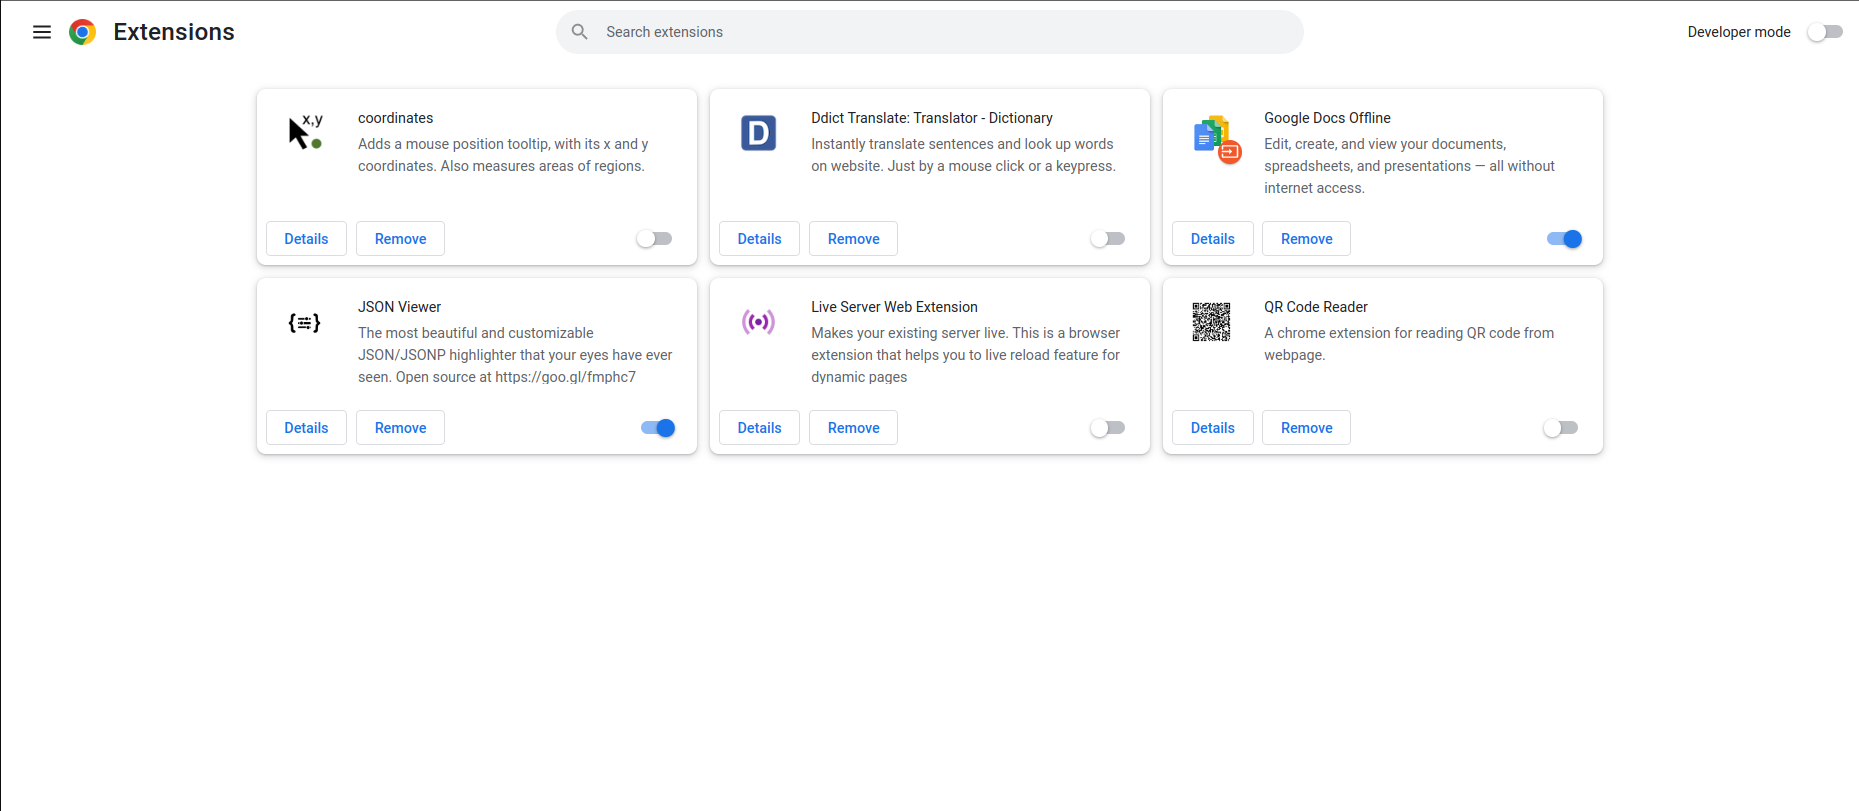 Extensions
Search extensions
Developer mode
x,y
coordinates
Adds a mouse position tooltip, with its x and y
coordinates. Also measures areas of regions.
Details
Remove
D
Ddict Translate: Translator - Dictionary
Instantly translate sentences and look up words
on website. Just by a mouse click or a keypress.
Details
Remove
Google Docs Offline
Edit, create, and view your documents,
spreadsheets, and presentations — all without
internet access.
Details
Remove
JSON Viewer
The most beautiful and customizable
JSON/JSONP highlighter that your eyes have ever
seen. Open source at https://goo.gl/fmphc7
Details
Remove
Live Server Web Extension
Makes your existing server live. This is a browser
extension that helps you to live reload feature for
dynamic pages
Details
Remove
QR Code Reader
A chrome extension for reading QR code from
webpage.
Details
Remove